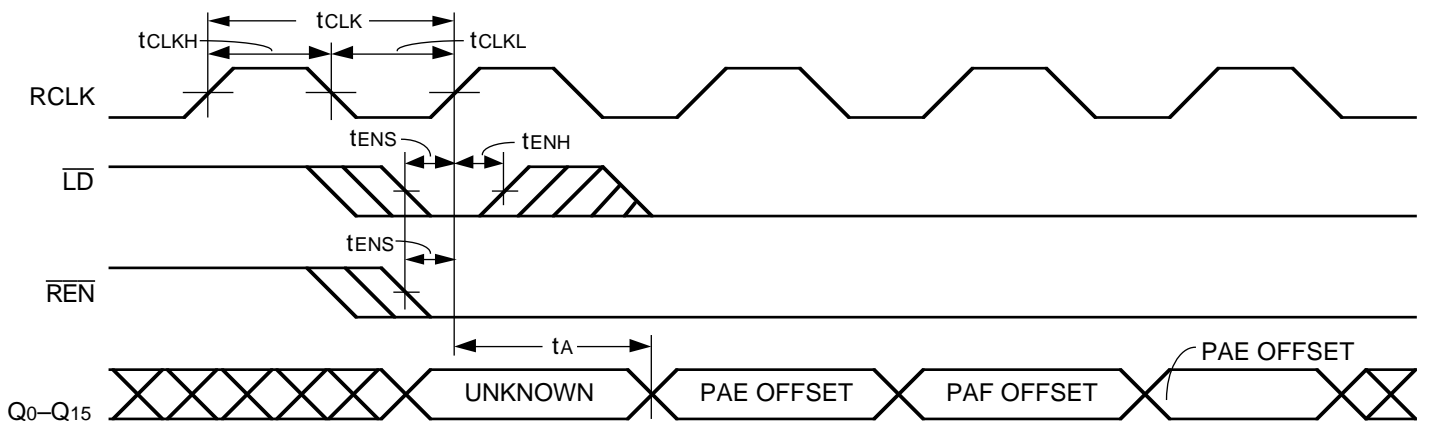 tCLK
tCLKH
tCLKL
RCLK
tENS
tENH
LD
tENS
REN
tA
PAE OFFSET
UNKNOWN
PAE OFFSET
PAF OFFSET
Q0–Q15